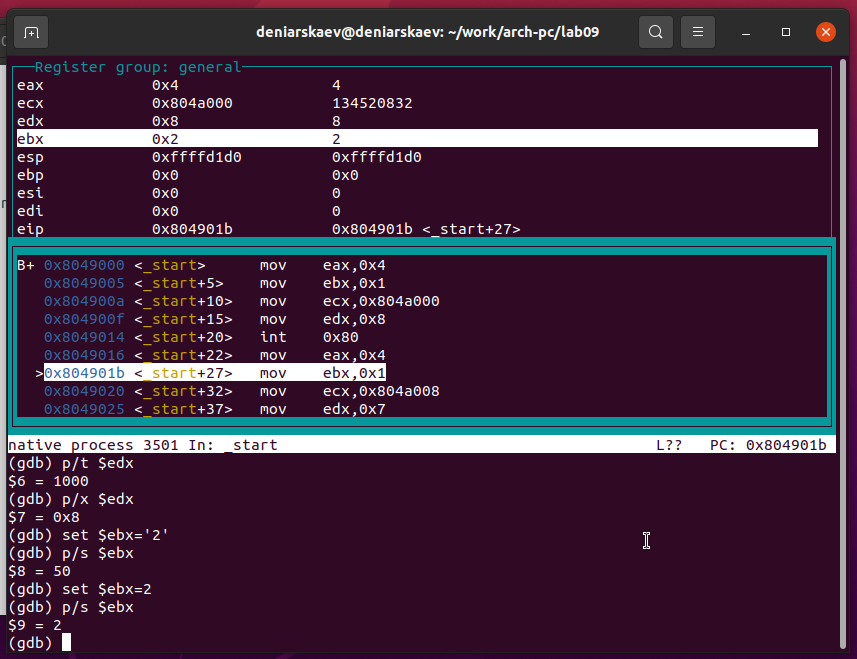 deniarskaev@deniarskaev: ~/work/arch-pc/lab09
Register group: general
eax 0x4 4
ecx 0x804a000 134520832
edx 0x8 8
ebx 0x2 2
esp 0xffffd1d0 0xffffd1d0
ebp 0x0 0x0
esi 0x0 0
edi 0x0 0
eip 0x804901b 0x804901b <_start+27>
B+ 0x8049000 <_start> mov eax,0x4
0x8049005 <_start+5> mov ebx,0x1
0x804900a <_start+10> mov ecx,0x804a000
0x804900f <_start+15> mov edx,0x8
0x8049014 <_start+20> int 0x80
0x8049016 <_start+22> mov eax,0x4
>0x804901b <_start+27> mov ebx,0x1
0x8049020 <_start+32> mov ecx,0x804a008
0x8049025 <_start+37> mov edx,0x7
native process 3501 In: _start L?? PC: 0x804901b
(gdb) p/t $edx
$6 = 1000
(gdb) p/x $edx
$7 = 0x8
(gdb) set $ebx='2'
(gdb) p/s $ebx
$8 = 50
(gdb) set $ebx=2
(gdb) p/s $ebx
$9 = 2
(gdb)